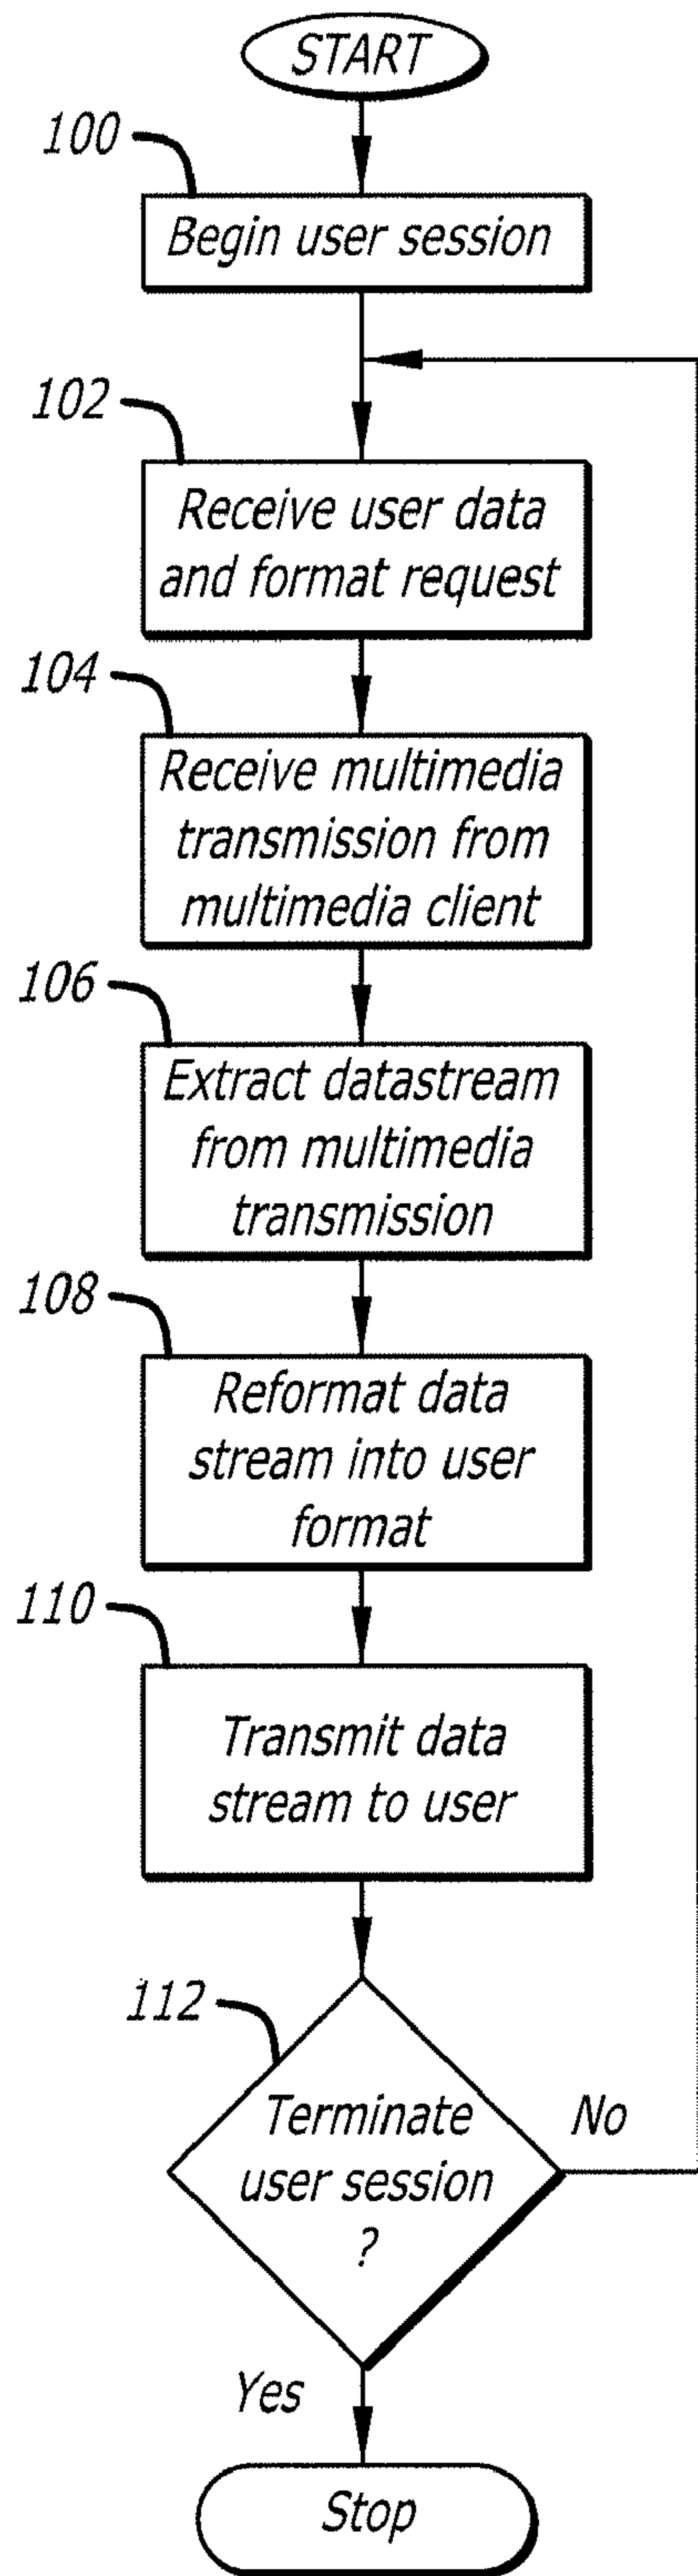 START
100
Begin user session
102
Receive user data
and format request
104
Receive multimedia
transmission from
multimedia client
106
Extract datastream
from multimedia
transmission
108
Reformat data
stream into user
format
110
Transmit data
stream to user
112
Terminate
user session
?
No
Yes
Stop